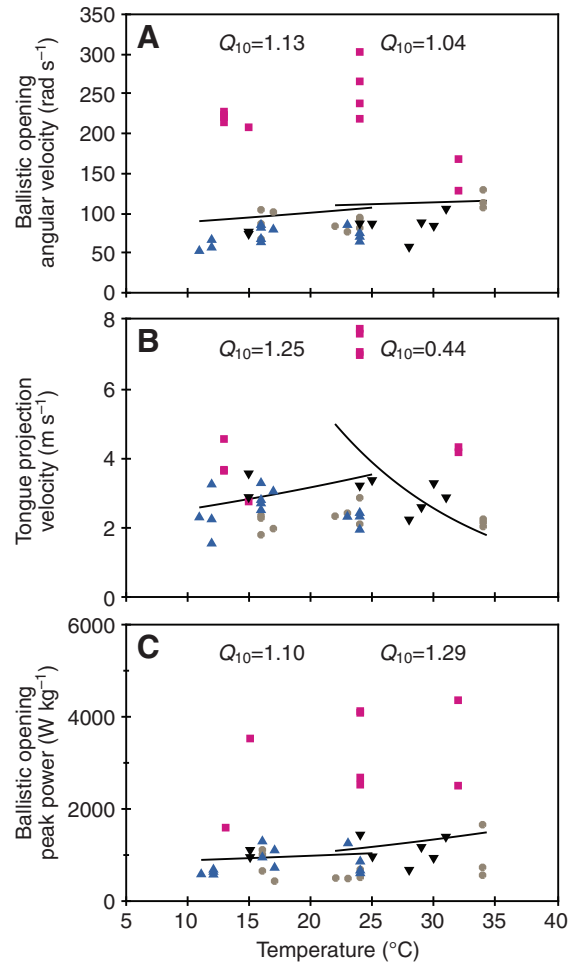 A
Q10=1.13
Q10=1.04
Ballistic opening
angular velocity (rad s–1)
350
300
250
200
150
100
50
0
B
Q10=1.25
Q10=0.44
Tongue projection
velocity (m s–1)
8
6
4
2
0
C
Q10=1.10
Q10=1.29
Ballistic opening
peak power (W kg–1)
6000
4000
2000
0
5 10 15 20 25 30 35 40
Temperature (°C)